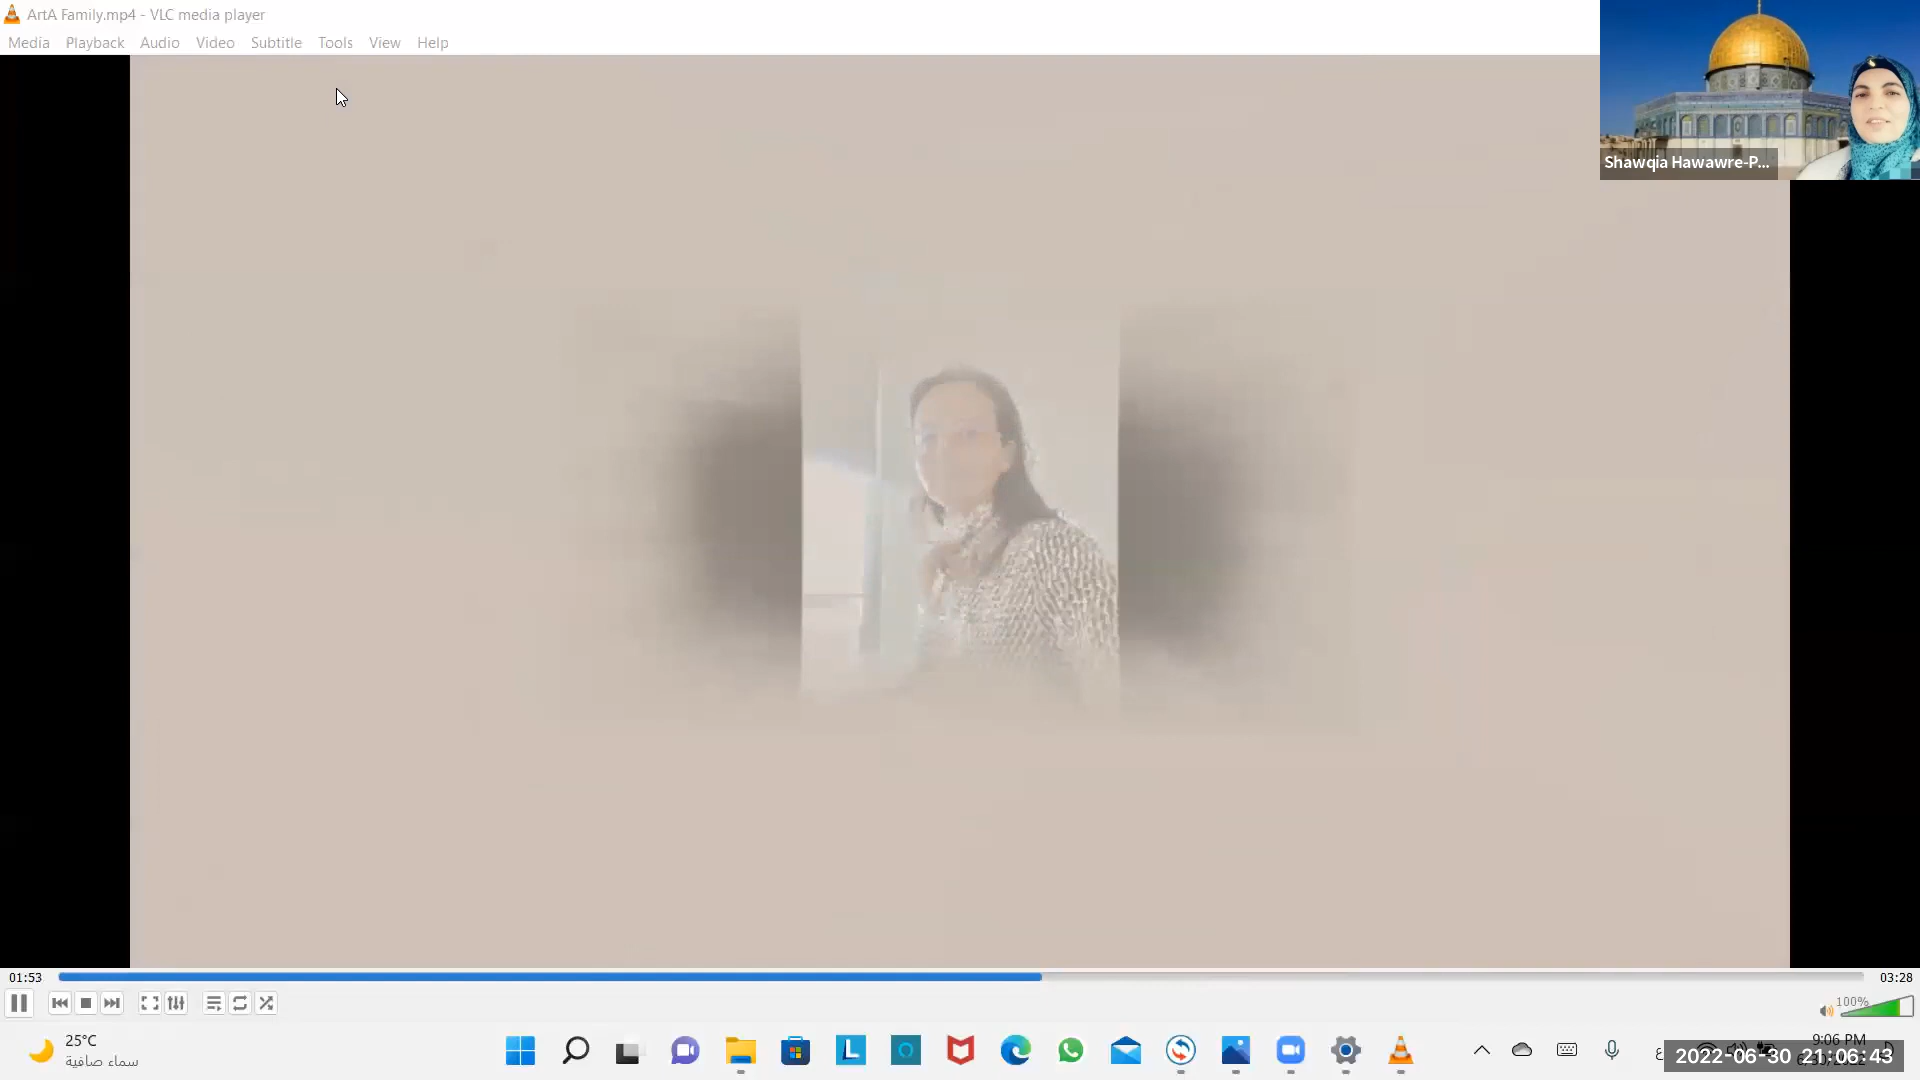 ArtA Family.mp4 - VLC media player
Media Playback Audio Video Subtitle Tools View Help
Shawqia Hawawre-P...
01:53
03:28
100%
25°C
سماء صافية
9:06 PM
ع
2022-06-30 21:06:43